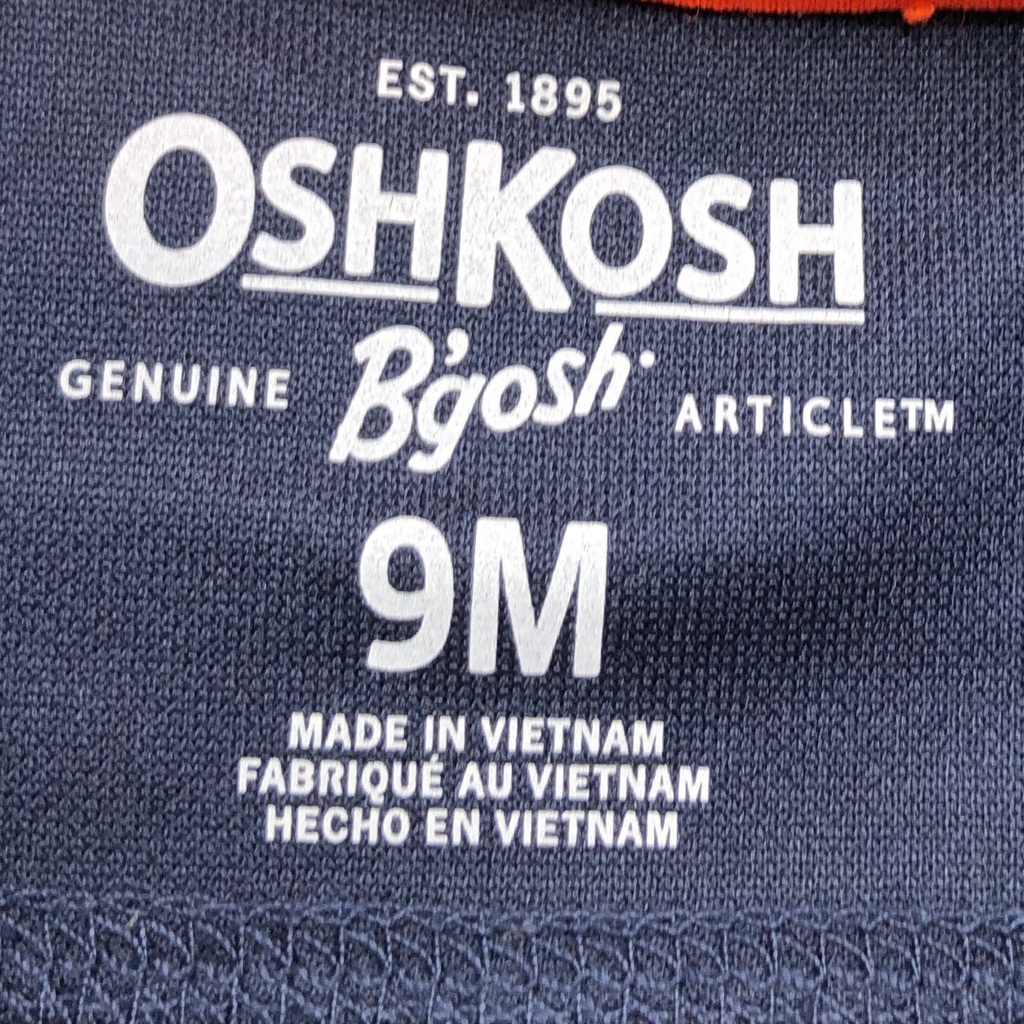 EST. 1895
OSHKOSH
GENUINE B'gosh ARTICLE™
9M
MADE IN VIETNAM
FABRIQUÉ AU VIETNAM
HECHO EN VIETNAM